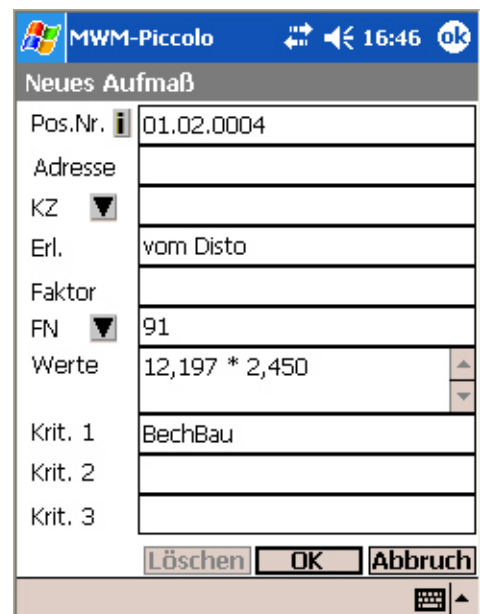 MWM-Piccolo 16:46 ok
Neues Aufmaß
Pos.Nr. i 01.02.0004
Adresse
KZ
Erl. vom Disto
Faktor
FN 91
Werte 12,197 * 2,450
Krit. 1 BechBau
Krit. 2
Krit. 3
Löschen OK Abbruch